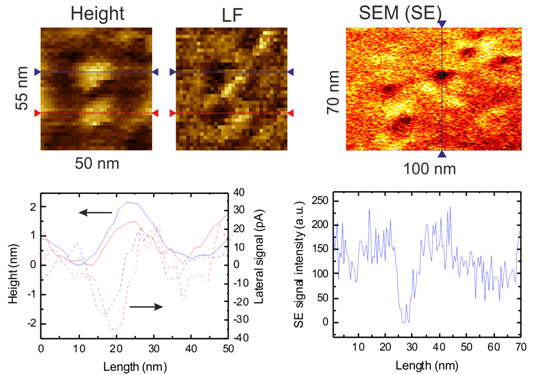 Height
LF
SEM (SE)
55 nm
50 nm
70 nm
100 nm
Height (nm)
2
1
0
-1
-2
0
10
20
30
40
50
Length (nm)
40
30
20
10
0
-10
-20
-30
-40
Lateral signal (pA)
SE signal intensity (a.u.)
250
200
150
100
50
0
10
20
30
40
50
60
70
Length (nm)